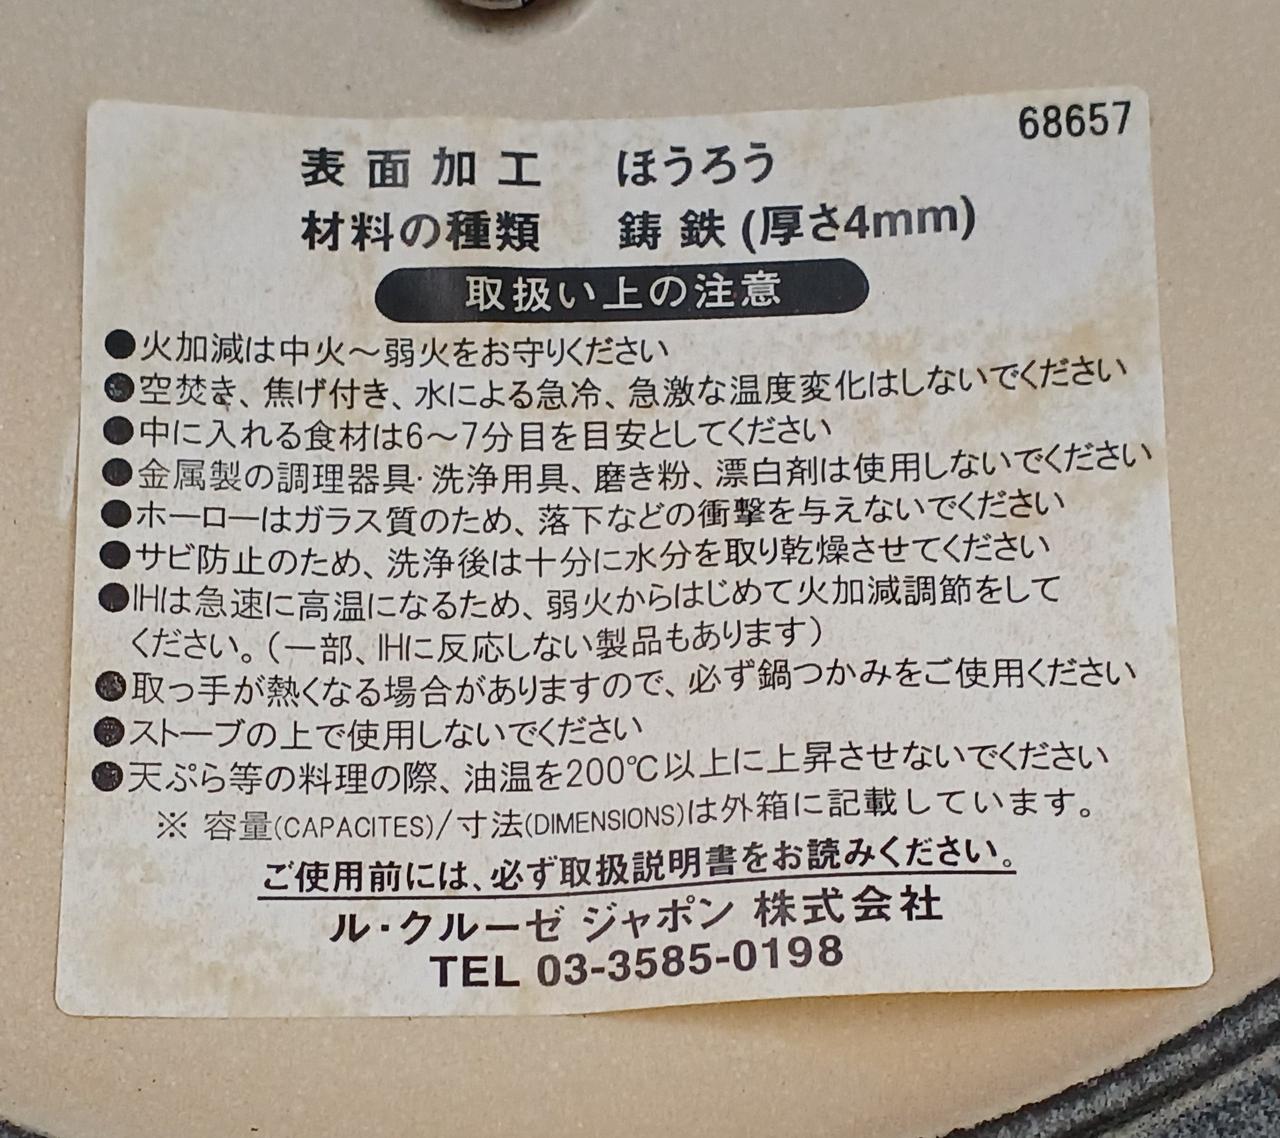 68657
表面加工 ほうろう
材料の種類 鋳鉄(厚さ4mm)
取扱い上の注意
●火加減は中火～弱火をお守りください
●空焚き、焦げ付き、水による急冷、急激な温度変化はしないでください
●中に入れる食材は6～7分目を目安としてください
●金属製の調理器具・洗浄用具、磨き粉、漂白剤は使用しないでください
●ホーローはガラス質のため、落下などの衝撃を与えないでください
●サビ防止のため、洗浄後は十分に水分を取り乾燥させてください
●IHは急速に高温になるため、弱火からはじめて火加減調節をして
ください。（一部、IHに反応しない製品もあります）
●取っ手が熱くなる場合がありますので、必ず鍋つかみをご使用ください
●ストーブの上で使用しないでください
●天ぷら等の料理の際、油温を200℃以上に上昇させないでください
※ 容量(CAPACITES)/寸法(DIMENSIONS)は外箱に記載しています。
ご使用前には、必ず取扱説明書をお読みください。
ル・クルーゼ ジャポン 株式会社
TEL 03-3585-0198